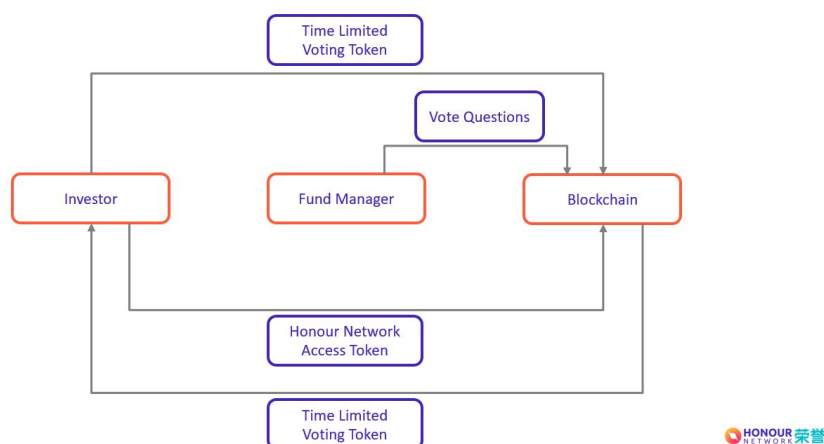 Time Limited
Voting Token
Vote Questions
Investor
Fund Manager
Blockchain
Honour Network
Access Token
Time Limited
Voting Token
HONOUR
NETWORK
荣誉